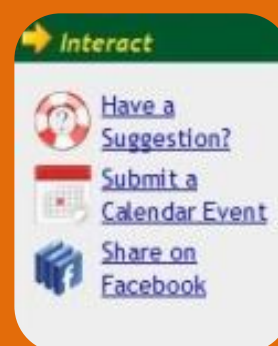 Interact
Have a
Suggestion?
Submit a
Calendar Event
Share on
Facebook